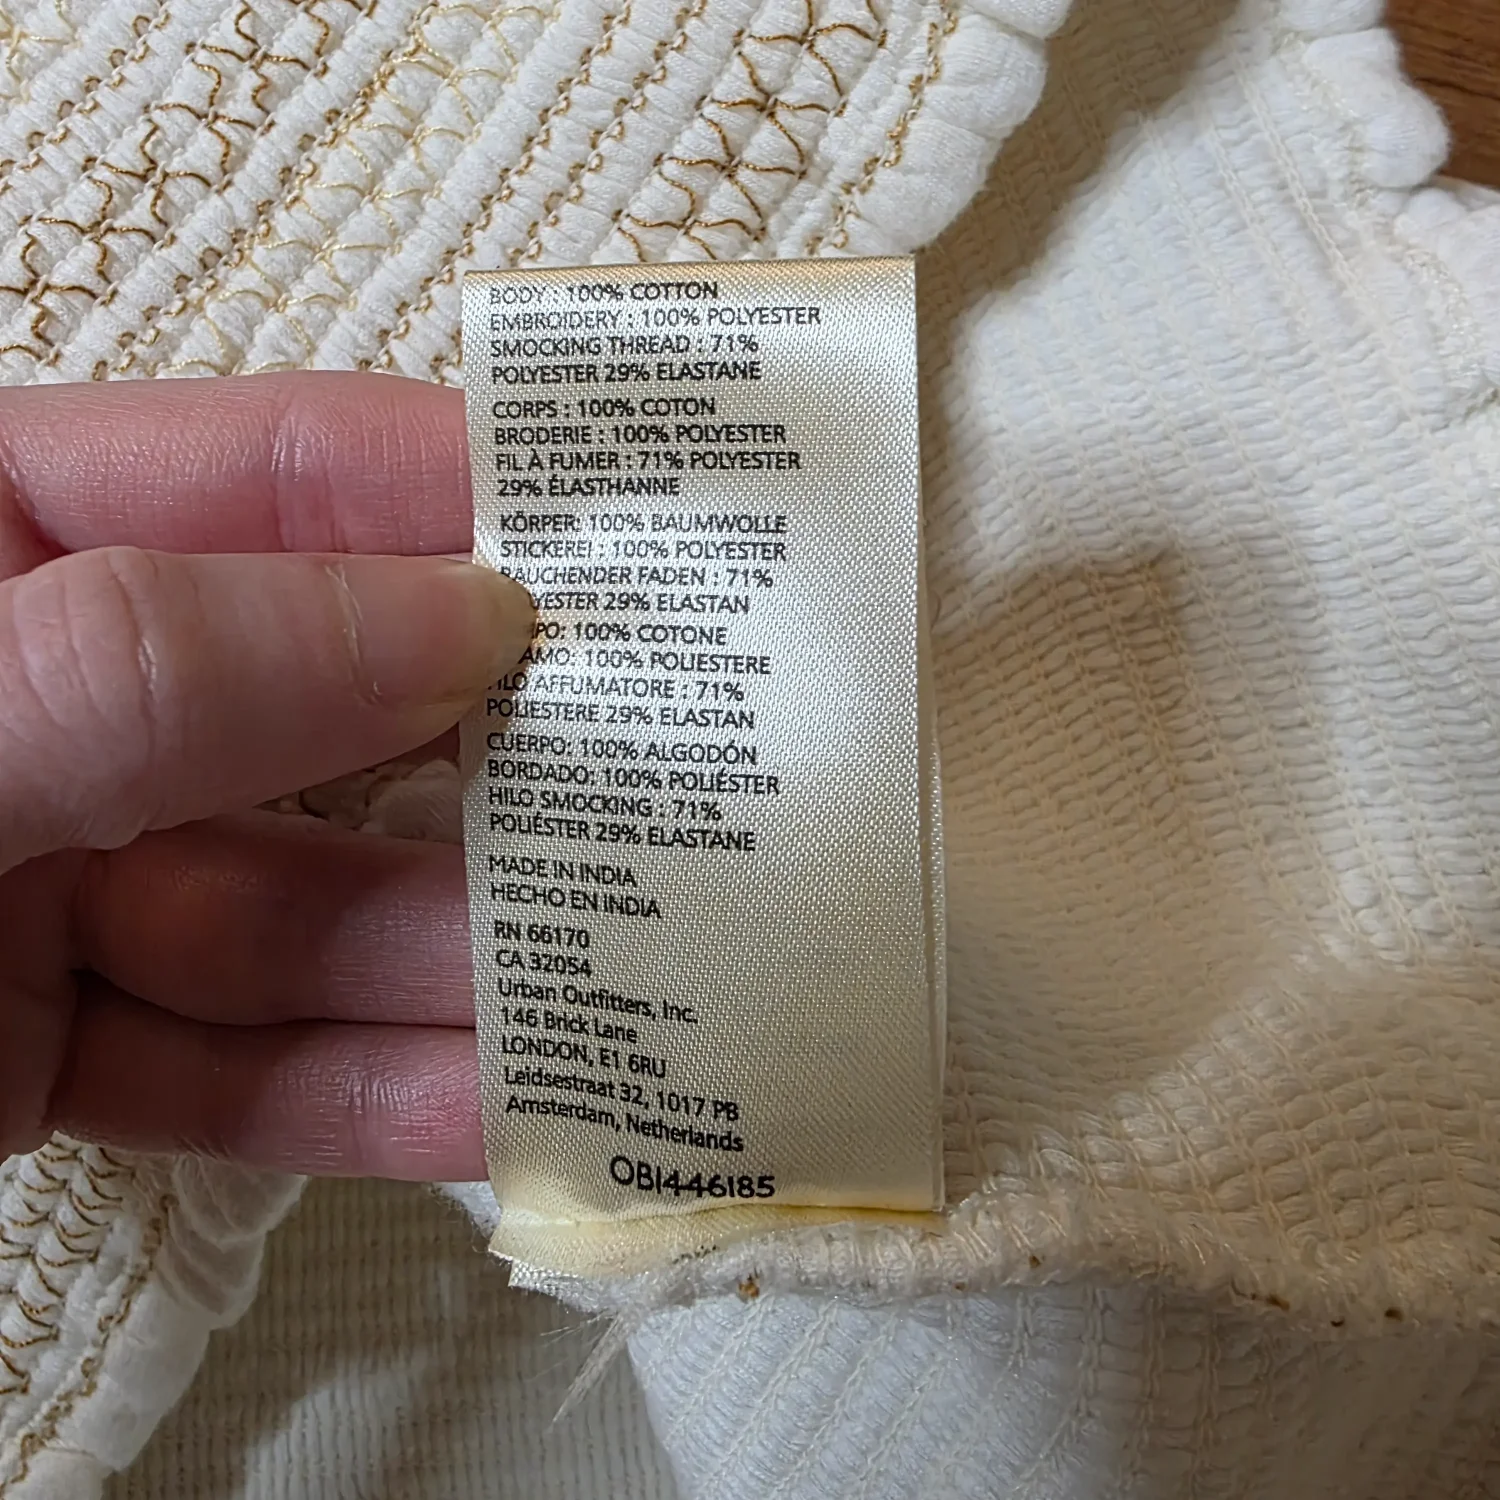 BODY : 100% COTTON
EMBROIDERY : 100% POLYESTER
SMOCKING THREAD : 71%
POLYESTER 29% ELASTANE
CORPS : 100% COTON
BRODERIE : 100% POLYESTER
FIL À FUMER : 71% POLYESTER
29% ÉLASTHANNE
KÖRPER: 100% BAUMWOLLE
STICKEREI : 100% POLYESTER
RAUCHENDER FADEN : 71%
29% ELASTAN
100% COTONE
100% POLIESTERE
AFFUMATORE : 71%
POLIESTERE 29% ELASTAN
CUERPO: 100% ALGODÓN
BORDADO: 100% POLIÉSTER
HILO SMOCKING : 71%
POLIÉSTER 29% ELASTANE
MADE IN INDIA
HECHO EN INDIA
RN 66170
CA 32054
Urban Outfitters, Inc.
146 Brick Lane
LONDON, E1 6RU
Leidsestraat 32, 1017 PB
Amsterdam, Netherlands
OB1446185